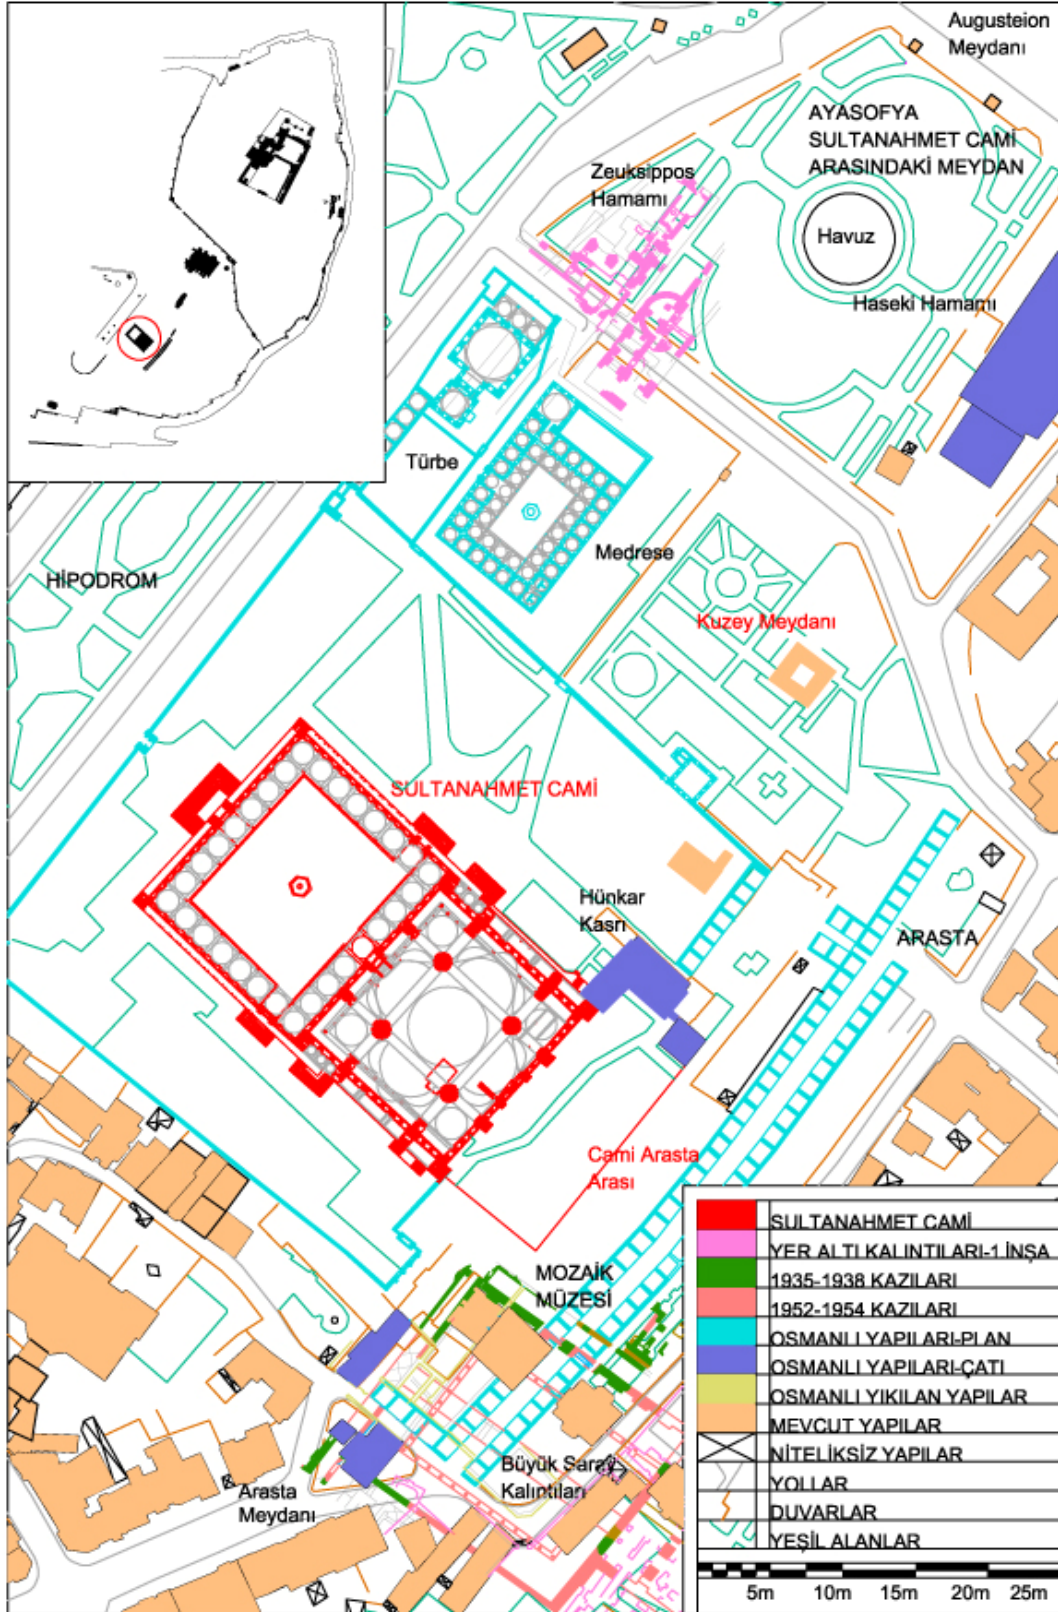 Augusteion
Meydanı
AYASOFYA
SULTANAHMET CAMİ
ARASINDAKİ MEYDAN
Zeuksippos
Hamamı
Havuz
Haseki Hamamı
Türbe
Medrese
HİPODROM
Kuzey Meydanı
SULTANAHMET CAMİ
Hünkar
Kasrı
ARASTA
Cami Arasta
Arası
MOZAİK
MÜZESİ
Büyük Saray
Kalıntıları
Arasta
Meydanı
SULTANAHMET CAMİ
YER ALTI KALINTILARI-1 İNŞA
1935-1938 KAZILARI
1952-1954 KAZILARI
OSMANLI YAPILARI-PLAN
OSMANLI YAPILARI-ÇATI
OSMANLI YIKILAN YAPILAR
MEVCUT YAPILAR
NİTELİKSİZ YAPILAR
YOLLAR
DUVARLAR
YEŞİL ALANLAR
5m 10m 15m 20m 25m